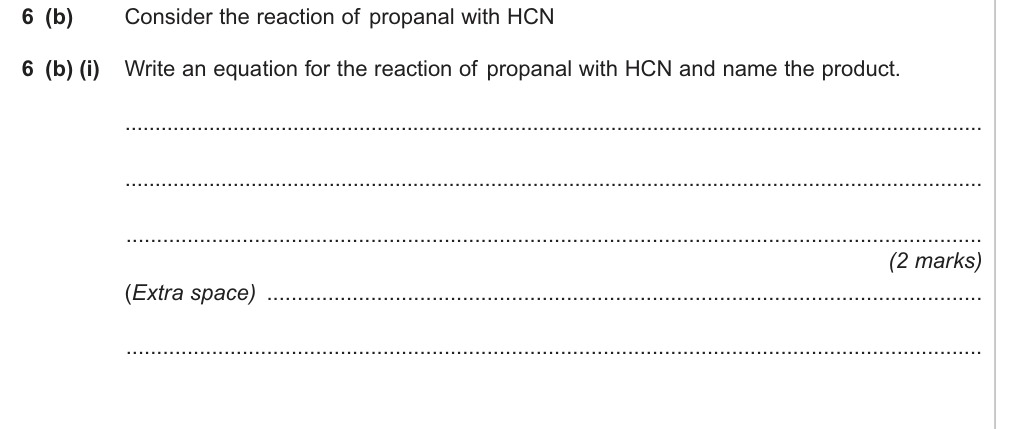 6 (b) Consider the reaction of propanal with HCN
6 (b) (i) Write an equation for the reaction of propanal with HCN and name the product.
....................................................................................................................................................
....................................................................................................................................................
....................................................................................................................................................
(2 marks)
(Extra space) ...........................................................................................................................
....................................................................................................................................................